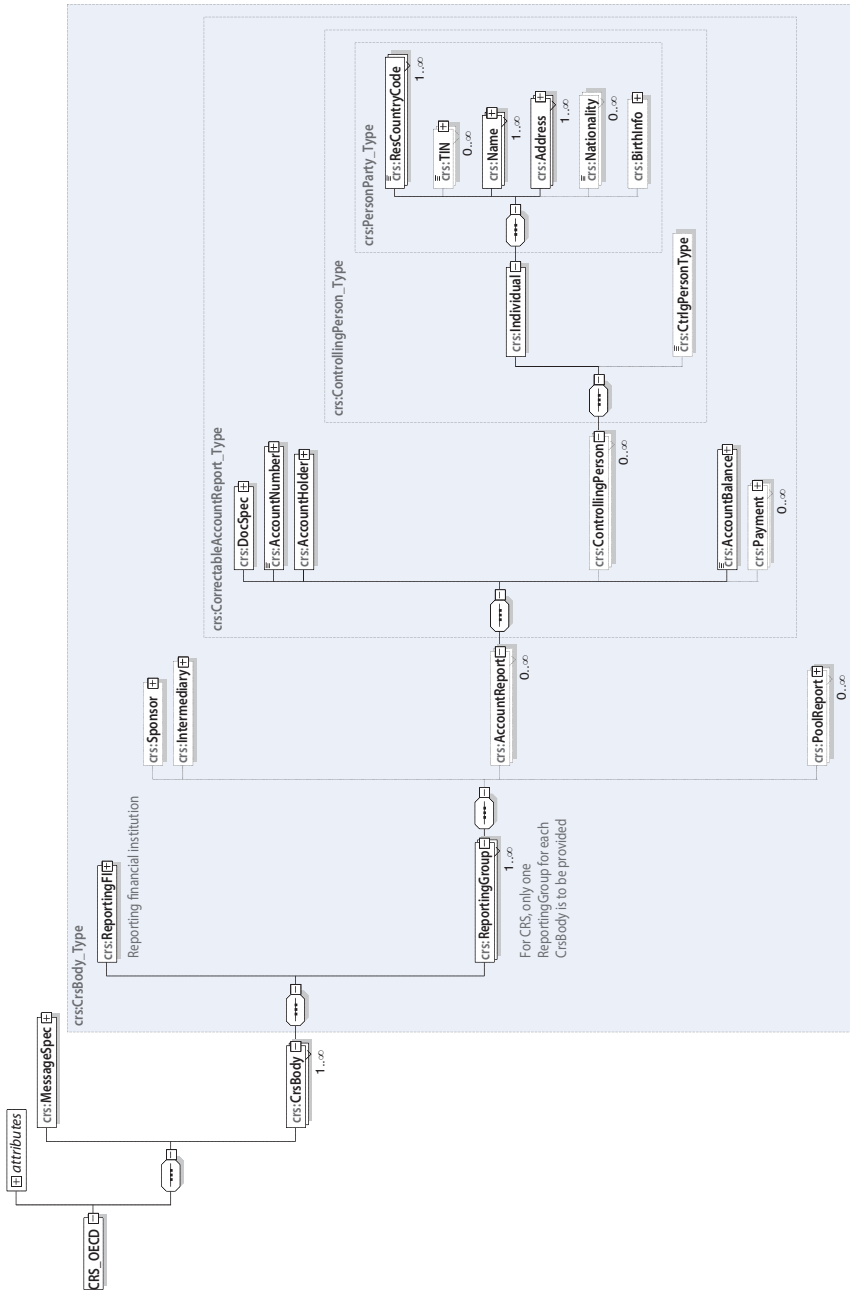 CRS_OECD
attributes
crs:MessageSpec
crs:CrsBody
1..∞
crs:CrsBody_Type
crs:ReportingFI
Reporting financial institution
crs:ReportingGroup
1..∞
For CRS, only one
ReportingGroup for each
CrsBody is to be provided
crs:Sponsor
crs:Intermediary
crs:AccountReport
0..∞
crs:PoolReport
0..∞
crs:CorrectableAccountReport_Type
crs:DocSpec
crs:AccountNumber
crs:AccountHolder
crs:ControllingPerson
0..∞
crs:AccountBalance
crs:Payment
0..∞
crs:ControllingPerson_Type
crs:Individual
crs:CtrlgPersonType
crs:PersonParty_Type
crs:ResCountryCode
1..∞
crs:TIN
0..∞
crs:Name
1..∞
crs:Address
1..∞
crs:Nationality
0..∞
crs:BirthInfo